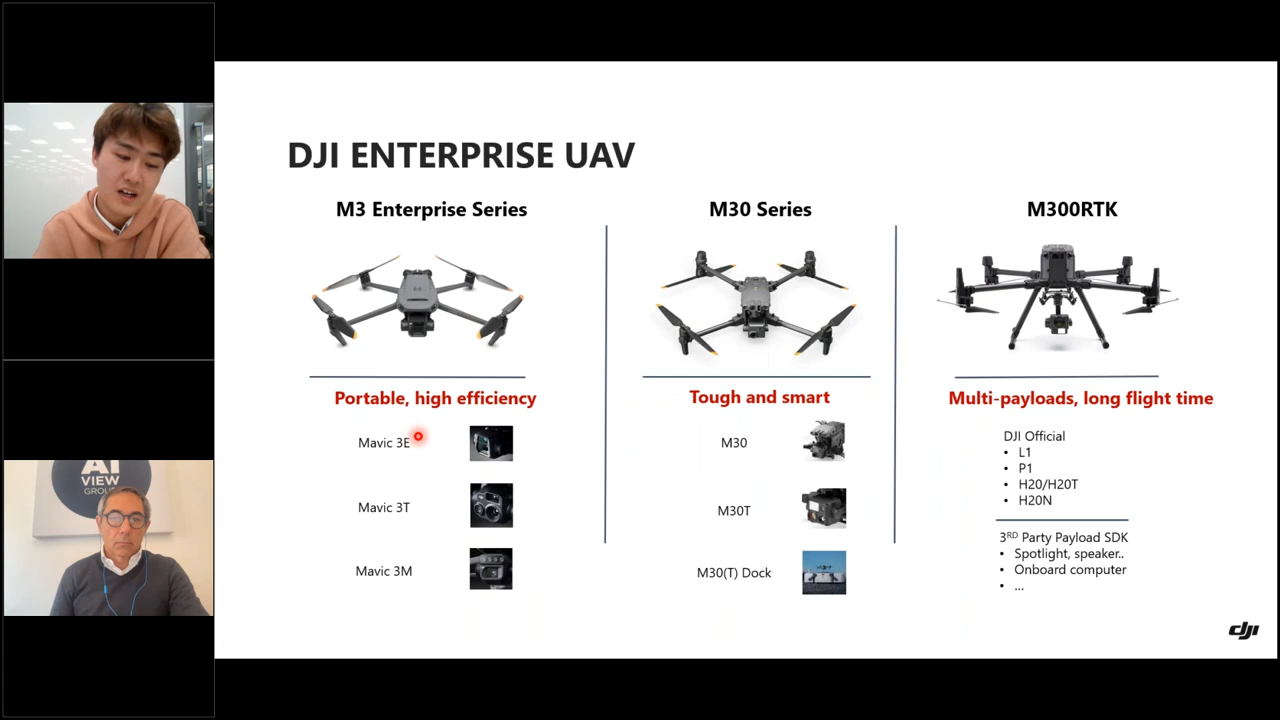 AI
VIEW
GROUP
DJI ENTERPRISE UAV
M3 Enterprise Series
Portable, high efficiency
Mavic 3E
Mavic 3T
Mavic 3M
M30 Series
Tough and smart
M30
M30T
M30(T) Dock
M300RTK
Multi-payloads, long flight time
DJI Official
• L1
• P1
• H20/H20T
• H20N
3RD Party Payload SDK
• Spotlight, speaker..
• Onboard computer
• ...
dji